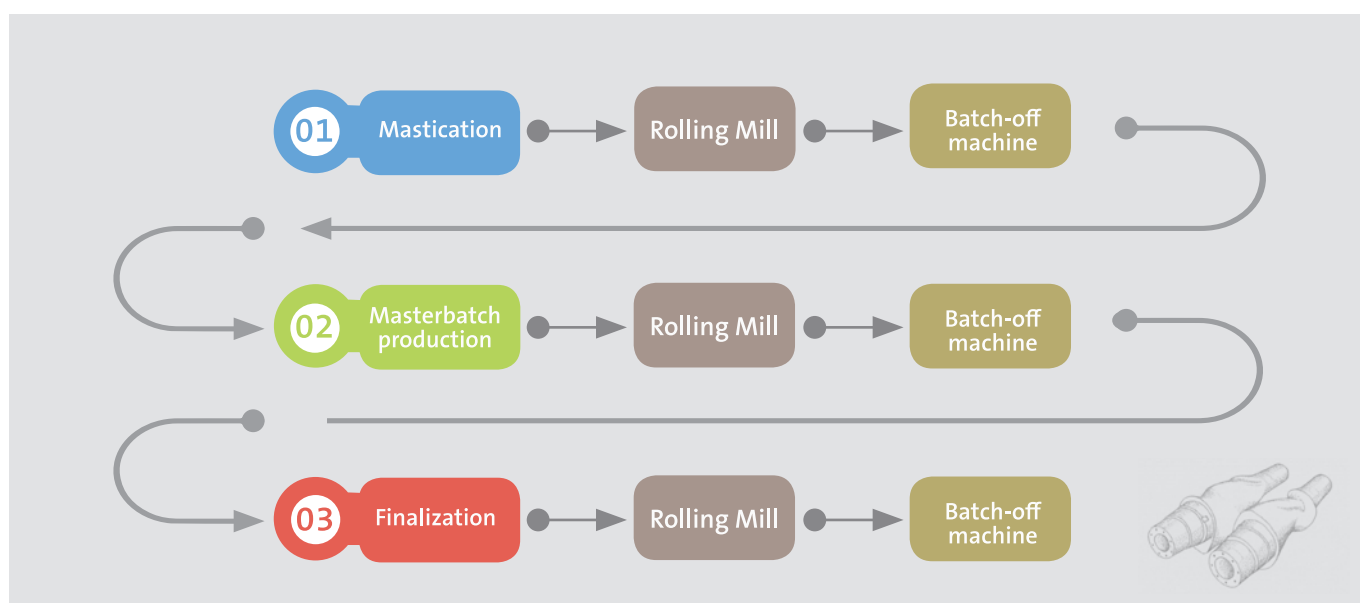 01
Mastication
Rolling Mill
Batch-off
machine
02
Masterbatch
production
Rolling Mill
Batch-off
machine
03
Finalization
Rolling Mill
Batch-off
machine